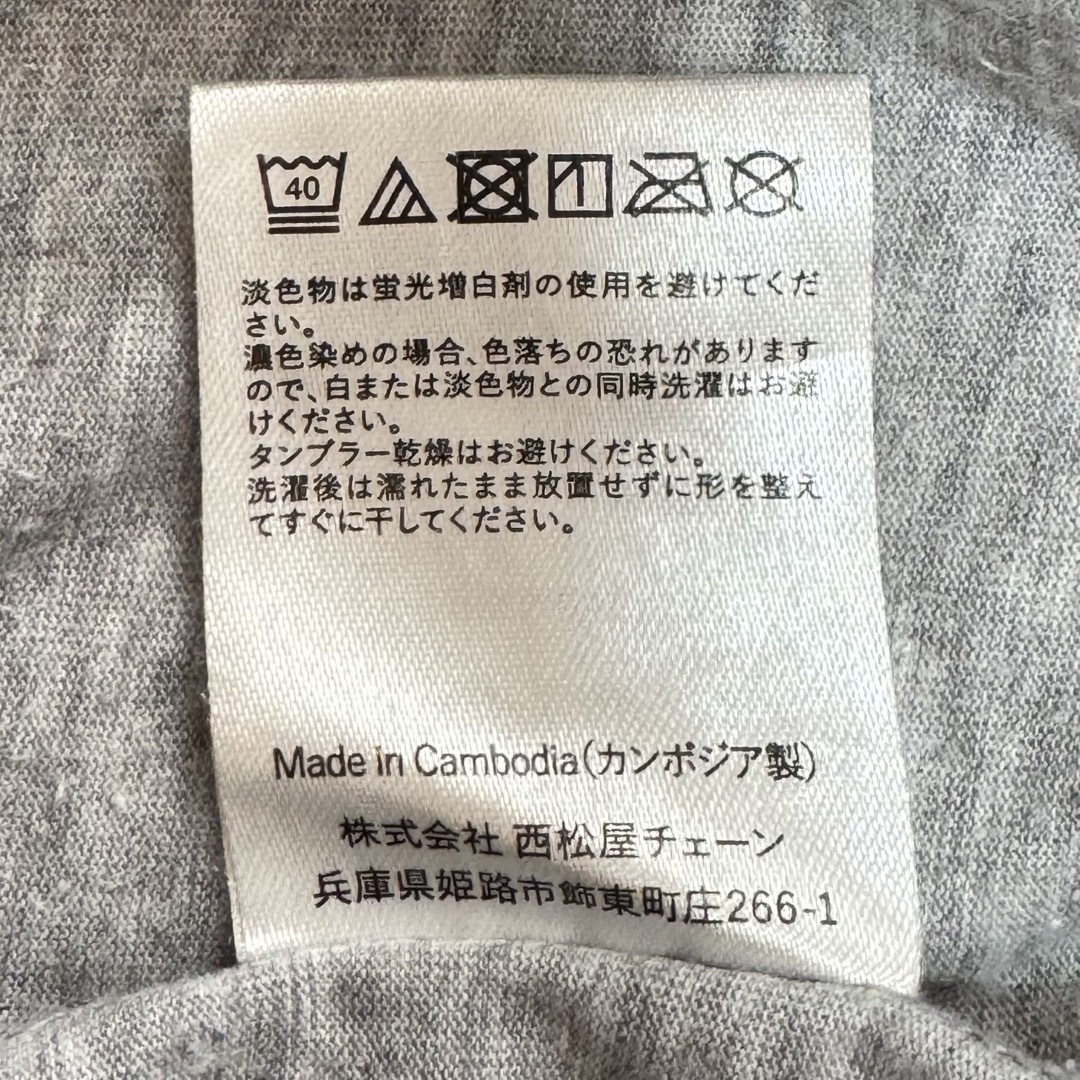 40
淡色物は蛍光増白剤の使用を避けてくだ
さい。
濃色染めの場合、色落ちの恐れがあります
ので、白または淡色物との同時洗濯はお避
けください。
タンブラー乾燥はお避けください。
洗濯後は濡れたまま放置せずに形を整え
てすぐに干してください。
Made in Cambodia(カンボジア製)
株式会社 西松屋チェーン
兵庫県姫路市飾東町庄266-1